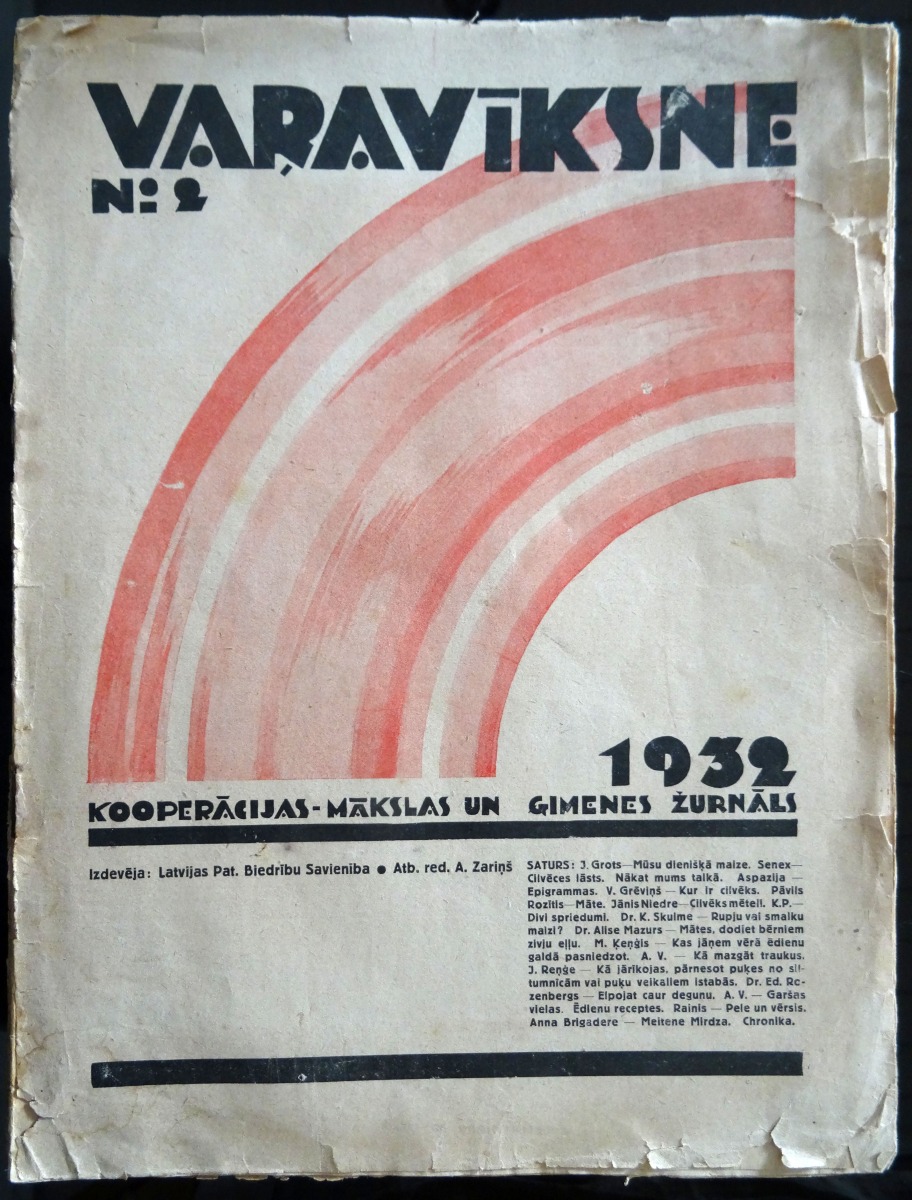 VAŖAVĪKSNE
No 2
1932
KOOPERĀCIJAS-MĀKSLAS UN ĢIMENES ŽURNĀLS
Izdevēja: Latvijas Pat. Biedrību Savienība ● Atb. red. A. Zariņš
SATURS: J. Grots—Mūsu dienišķā maize. Senex—
Cilvēces lāsts. Nākat mums talkā. Aspazija —
Epigrammas. V. Grēviņš — Kur ir cilvēks. Pāvils
Rozītis—Māte. Jānis Niedre—Cilvēks mētelī. K.P.—
Divi spriedumi. Dr. K. Skulme — Rupju vai smalku
maizi? Dr. Alise Mazurs — Mātes, dodiet bērniem
zivju eļļu. M. Ķeņģis — Kas jāņem vērā ēdienu
galdā pasniedzot. A. V. — Kā mazgāt traukus.
J. Reņģe — Kā jārīkojas, pārnesot puķes no sil-
tumnīcām vai puķu veikaliem istabās. Dr. Ed. Ro-
zenbergs — Elpojat caur degunu. A. V. — Garšas
vielas. Ēdienu receptes. Rainis — Pele un vērsis.
Anna Brigadere — Meitene Mirdza. Chronika.